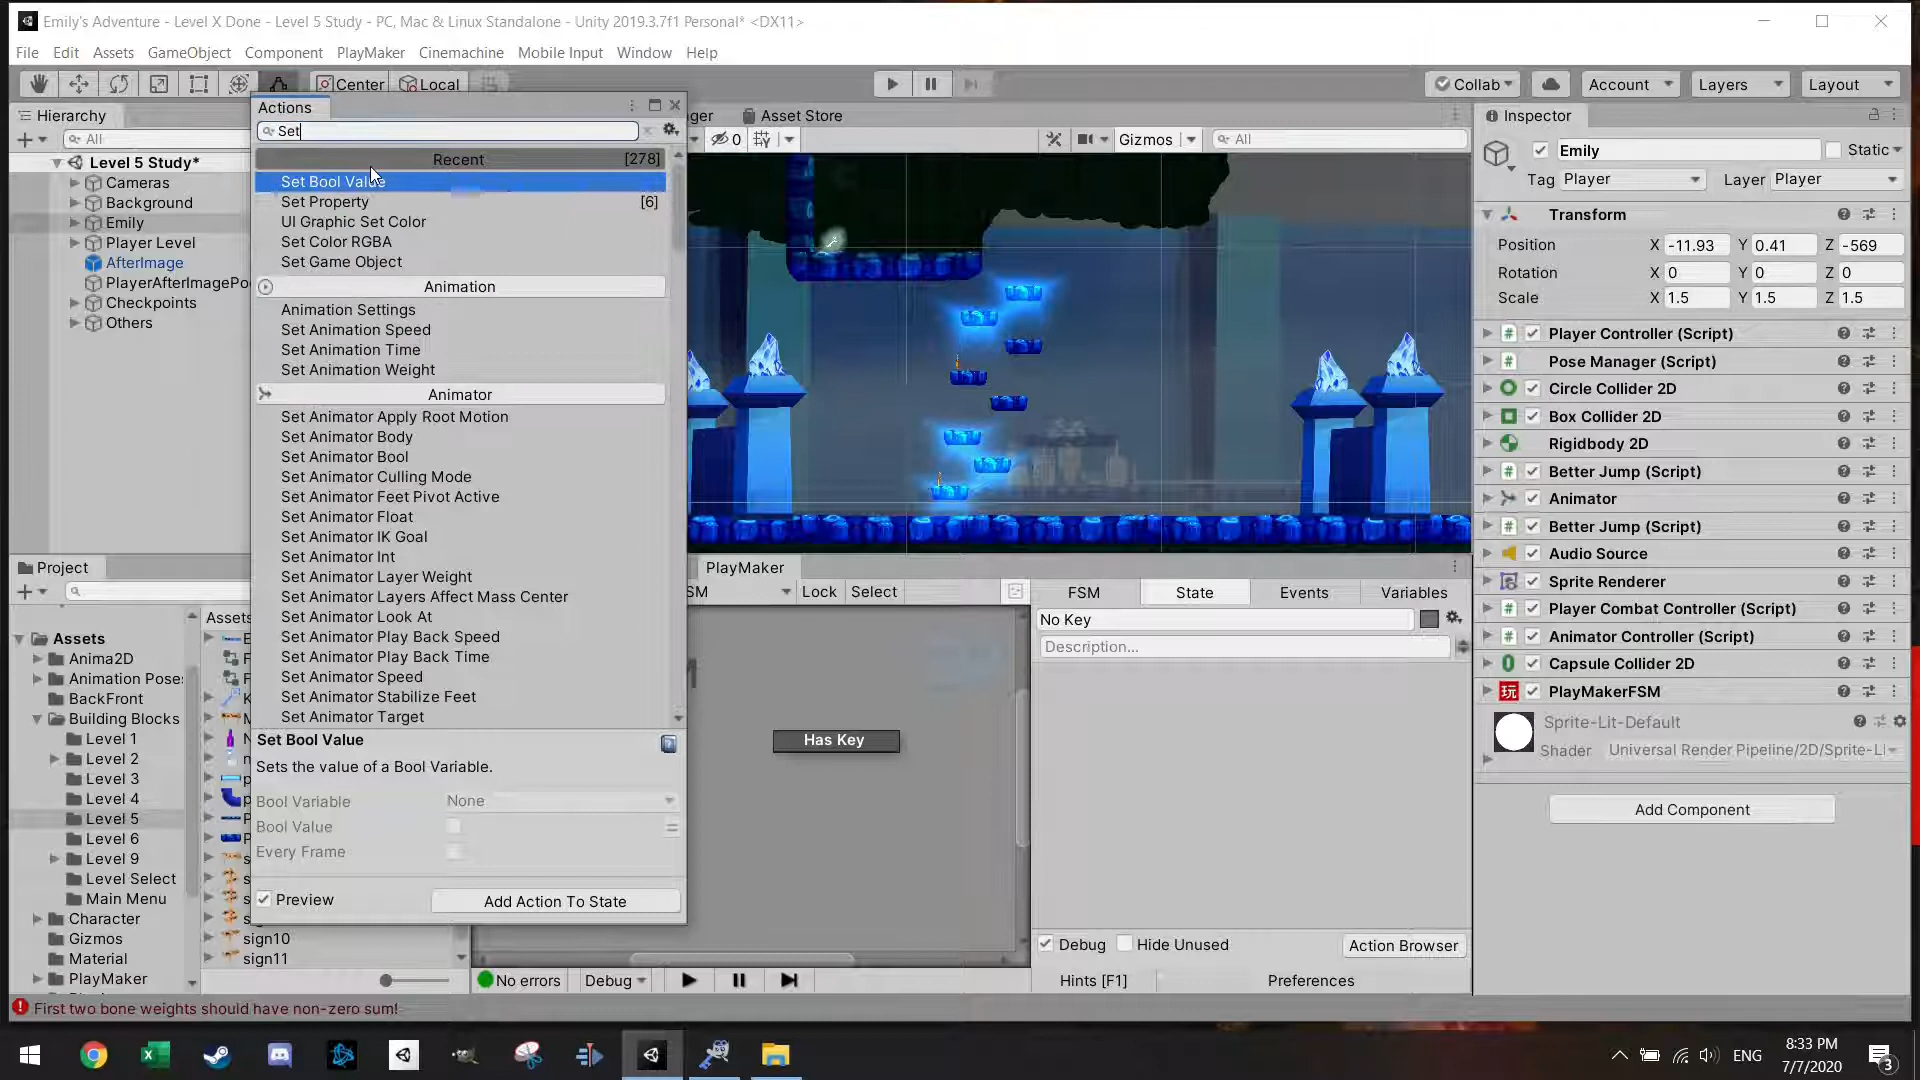 Emily's Adventure - Level X Done - Level 5 Study - PC, Mac & Linux Standalone - Unity 2019.3.7f1 Personal* <DX11>
File Edit Assets GameObject Component PlayMaker Cinemachine Mobile Input Window Help
Center Local Collab Account Layers Layout
Hierarchy
All
Level 5 Study*
Cameras
Background
Emily
Player Level
AfterImage
PlayerAfterImagePo
Checkpoints
Others
Actions
Set
Recent [278]
Set Bool Value
Set Property [6]
UI Graphic Set Color
Set Color RGBA
Set Game Object
Animation
Animation Settings
Set Animation Speed
Set Animation Time
Set Animation Weight
Animator
Set Animator Apply Root Motion
Set Animator Body
Set Animator Bool
Set Animator Culling Mode
Set Animator Feet Pivot Active
Set Animator Float
Set Animator IK Goal
Set Animator Int
Set Animator Layer Weight
Set Animator Layers Affect Mass Center
Set Animator Look At
Set Animator Play Back Speed
Set Animator Play Back Time
Set Animator Speed
Set Animator Stabilize Feet
Set Animator Target
Set Bool Value
Sets the value of a Bool Variable.
Bool Variable None
Bool Value
Every Frame
Preview Add Action To State
ager Asset Store
0 Gizmos All
Inspector
Emily Static
Tag Player Layer Player
Transform
Position X -11.93 Y 0.41 Z -569
Rotation X 0 Y 0 Z 0
Scale X 1.5 Y 1.5 Z 1.5
Player Controller (Script)
Pose Manager (Script)
Circle Collider 2D
Box Collider 2D
Rigidbody 2D
Better Jump (Script)
Animator
Better Jump (Script)
Audio Source
Sprite Renderer
Player Combat Controller (Script)
Animator Controller (Script)
Capsule Collider 2D
PlayMakerFSM
Sprite-Lit-Default
Shader Universal Render Pipeline/2D/Sprite-Li
Add Component
Project
Assets
Anima2D
Animation Pose:
BackFront
Building Blocks
Level 1
Level 2
Level 3
Level 4
Level 5
Level 6
Level 9
Level Select
Main Menu
Character
Gizmos
Material
PlayMaker
Assets
sign10
sign11
PlayMaker
SM Lock Select
Has Key
FSM State Events Variables
No Key
Description...
Debug Hide Unused Action Browser
No errors Debug Hints [F1] Preferences
First two bone weights should have non-zero sum!
ENG
8:33 PM
7/7/2020
3